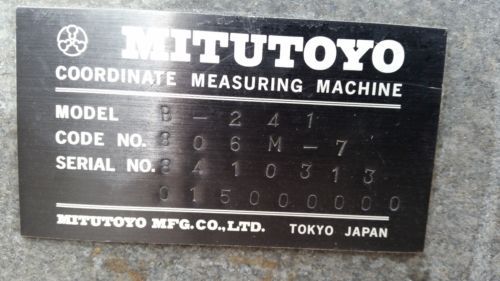 MITUTOYO
COORDINATE MEASURING MACHINE
MODEL B-241
CODE NO. 806M-7
SERIAL NO. 8410313
015000000
MITUTOYO MFG.CO.,LTD. TOKYO JAPAN